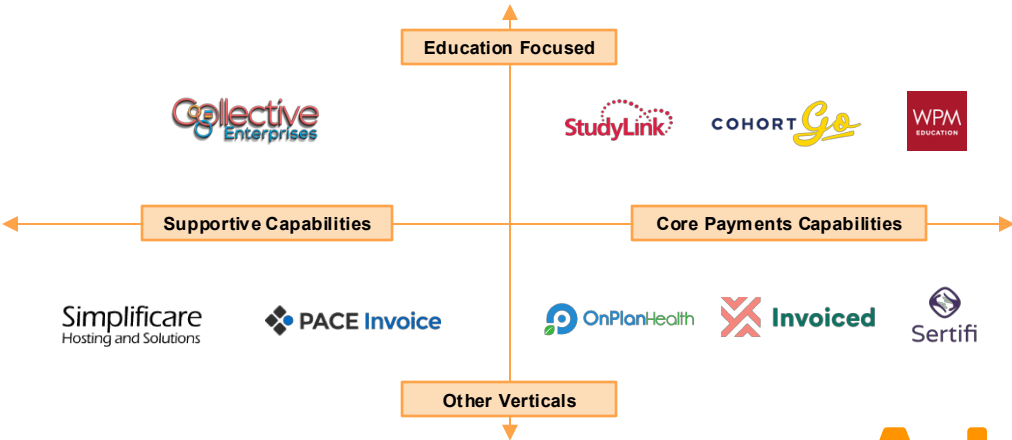 Education Focused
Collective
Enterprises
StudyLink
COHORT Go
WPM
EDUCATION
Supportive Capabilities
Core Payments Capabilities
Simplificare
Hosting and Solutions
PACE Invoice
OnPlanHealth
Invoiced
Sertifi
Other Verticals